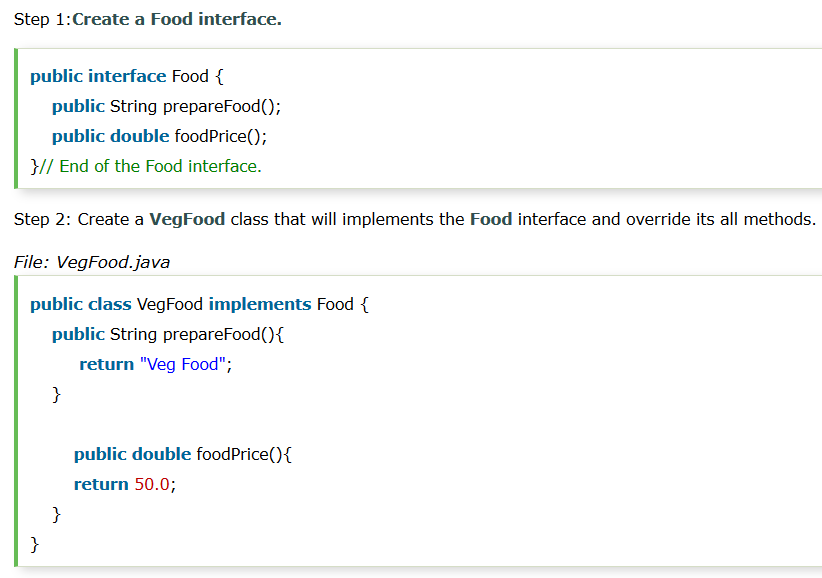 Step 1:Create a Food interface.
public interface Food {
public String prepareFood();
public double foodPrice();
}// End of the Food interface.
Step 2: Create a VegFood class that will implements the Food interface and override its all methods.
File: VegFood.java
public class VegFood implements Food {
public String prepareFood(){
return "Veg Food";
}
public double foodPrice(){
return 50.0;
}
}